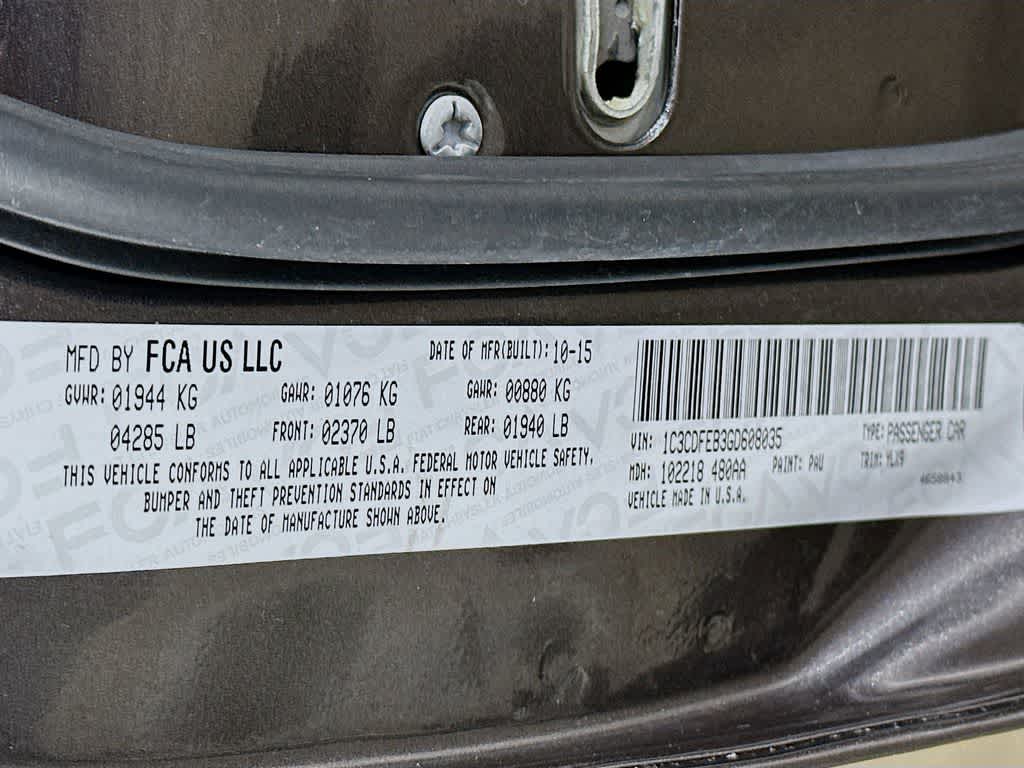 MFD BY FCA US LLC
DATE OF MFR(BUILT): 10-15
GVWR: 01944 KG GAWR: 01076 KG GAWR: 00880 KG
04285 LB FRONT: 02370 LB REAR: 01940 LB
THIS VEHICLE CONFORMS TO ALL APPLICABLE U.S.A. FEDERAL MOTOR VEHICLE SAFETY,
BUMPER AND THEFT PREVENTION STANDARDS IN EFFECT ON
THE DATE OF MANUFACTURE SHOWN ABOVE.
VIN: 1C3CDFEB3GD608035 TYPE: PASSENGER CAR
MDH: 102218 480AA PAINT: PAU TRIM: MLX9
VEHICLE MADE IN U.S.A. 4658843